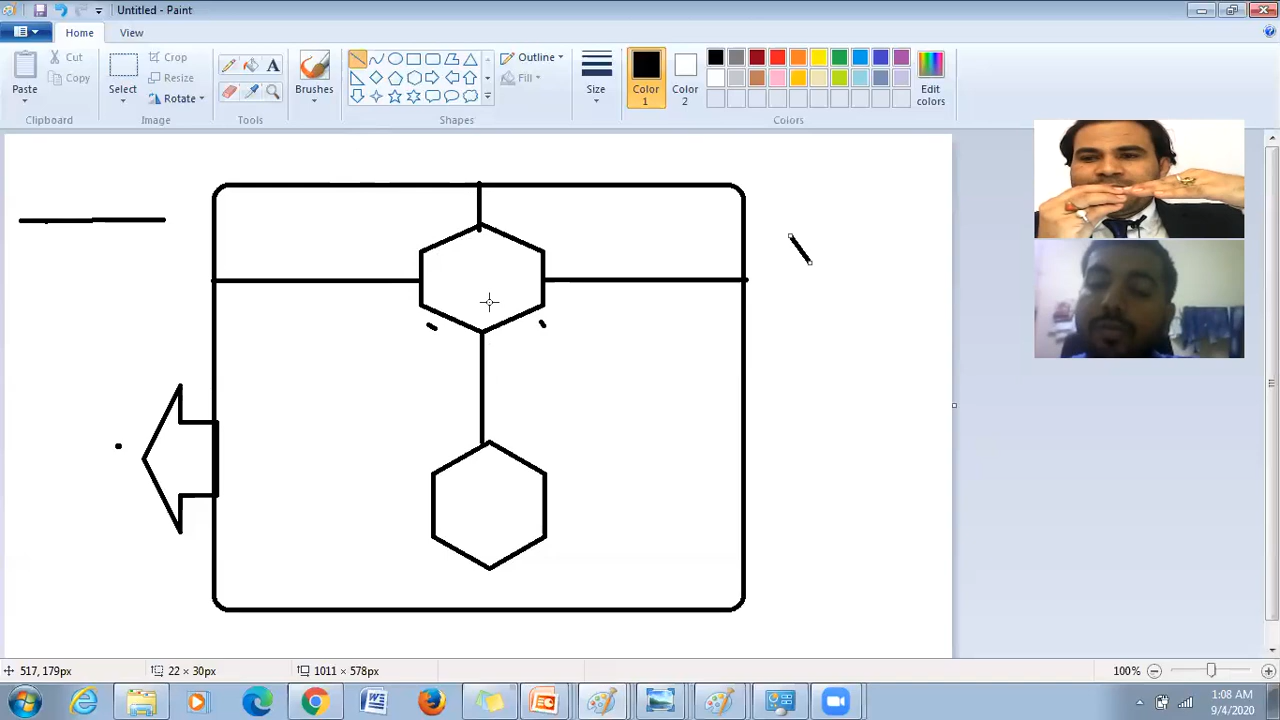 Untitled - Paint
Home
View
Paste
Cut
Copy
Clipboard
Select
Crop
Resize
Rotate
Image
Tools
Brushes
Outline
Fill
Shapes
Size
Color 1
Color 2
Edit colors
Colors
517, 179px
22 × 30px
1011 × 578px
100%
1:08 AM
9/4/2020